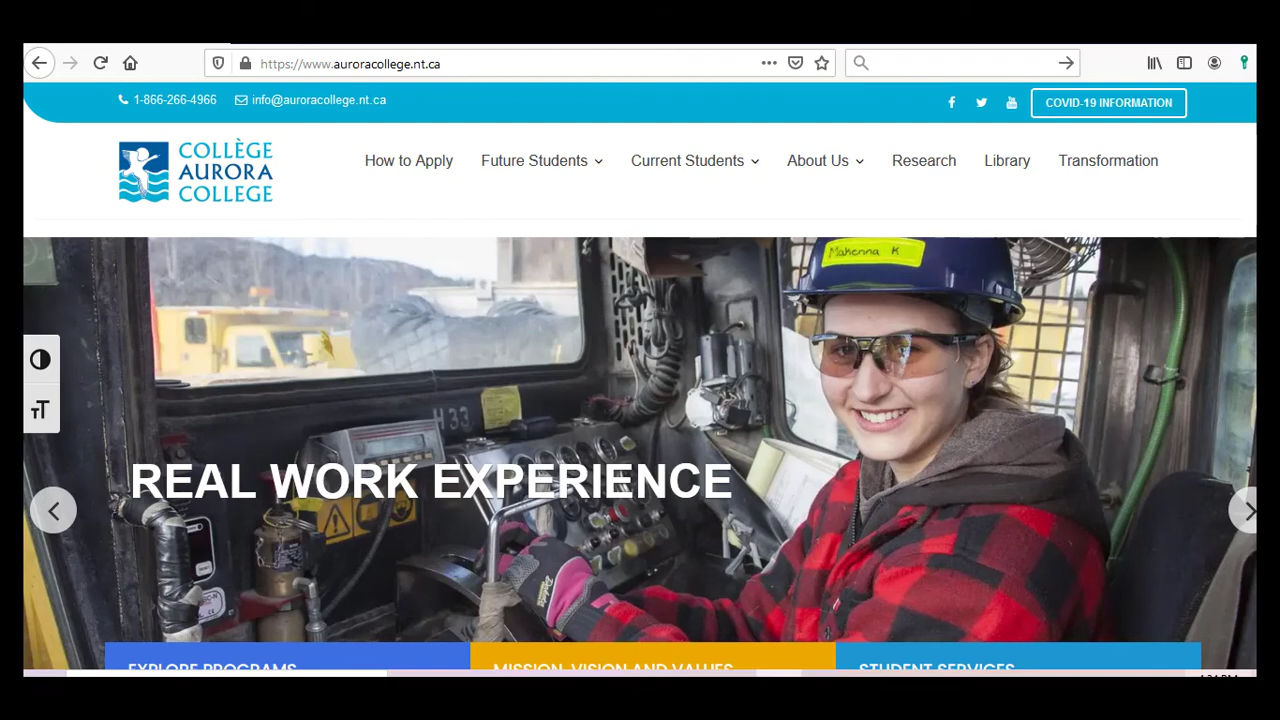 https://www.auroracollege.nt.ca
1-866-266-4966 info@auroracollege.nt.ca
COVID-19 INFORMATION
COLLÈGE
AURORA
COLLEGE
How to Apply Future Students Current Students About Us Research Library Transformation
Makenna K
H33
REAL WORK EXPERIENCE
EXPLORE PROGRAMS MISSION, VISION AND VALUES STUDENT SERVICES